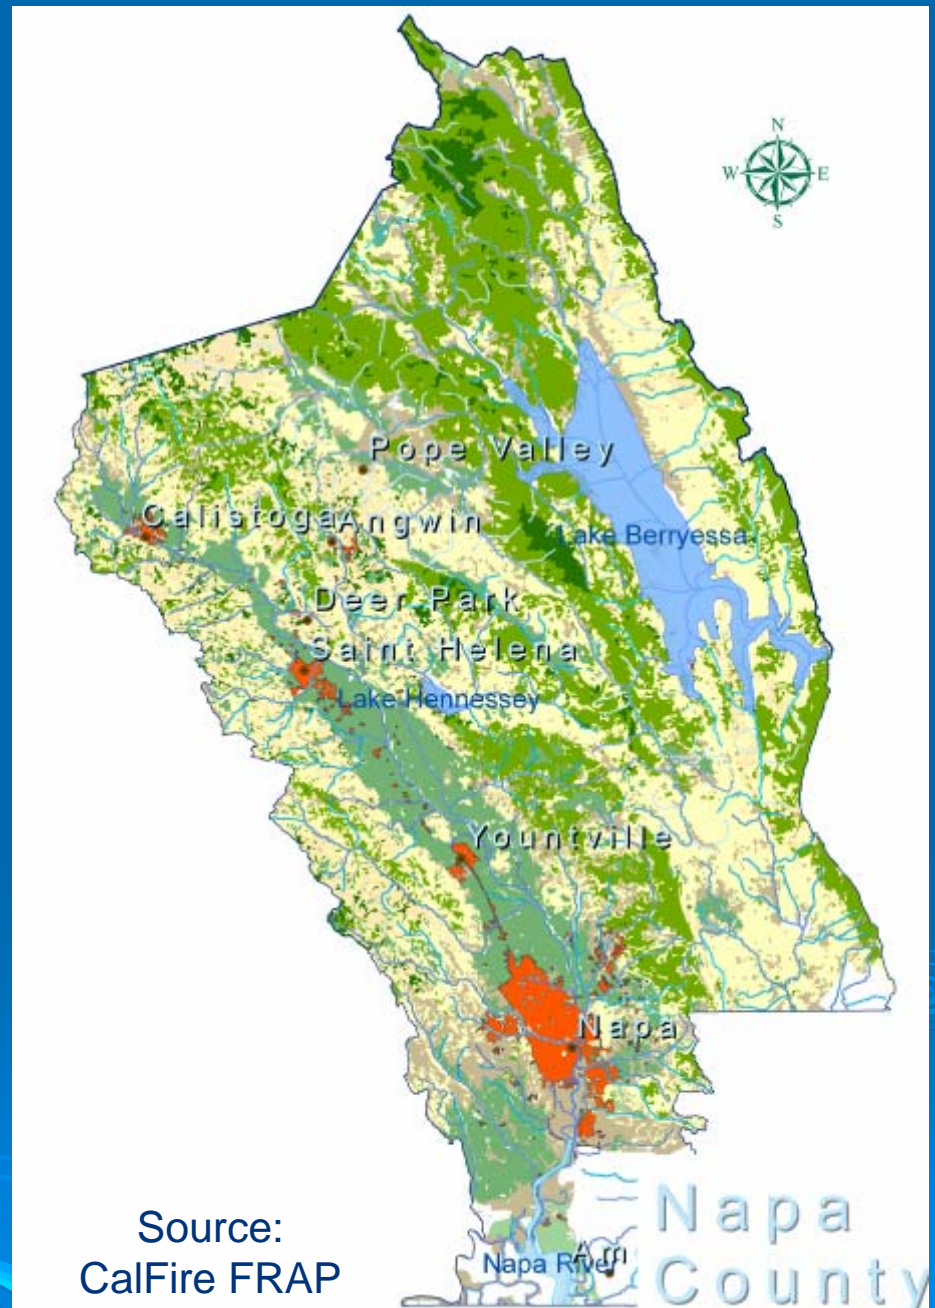 N
W E
S
Pope Valley
Calistoga
Angwin
Lake Berryessa
Deer Park
Saint Helena
Lake Hennessey
Yountville
Napa
Napa
County
Am
Napa River
Source:
CalFire FRAP